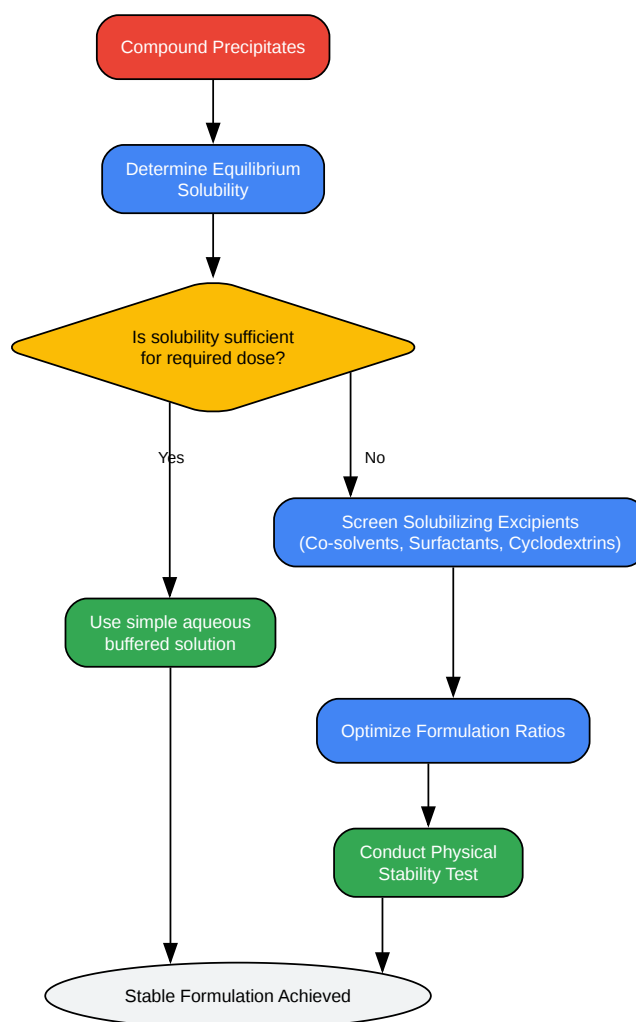 Compound Precipitates
Determine Equilibrium
Solubility
Is solubility sufficient
for required dose?
Yes
No
Screen Solubilizing Excipients
(Co-solvents, Surfactants, Cyclodextrins)
Use simple aqueous
buffered solution
Optimize Formulation Ratios
Conduct Physical
Stability Test
Stable Formulation Achieved